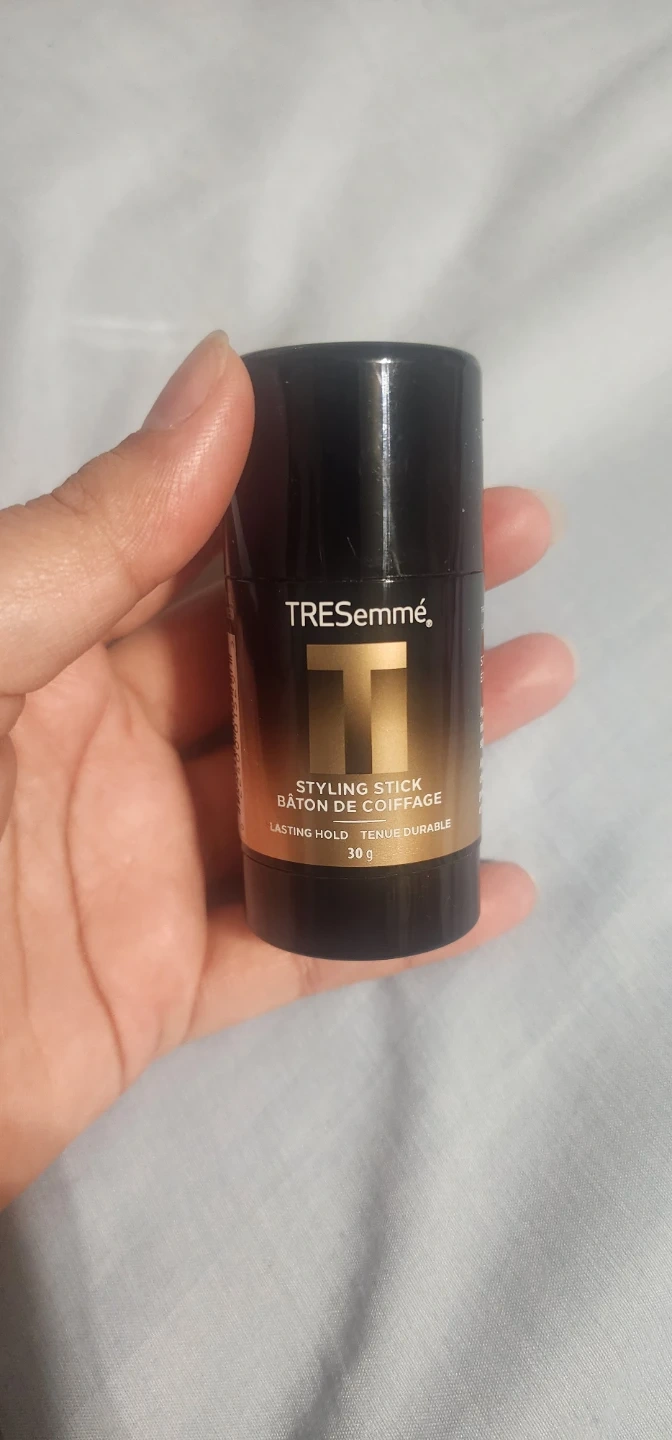 TRESemmé®
T
STYLING STICK
BÂTON DE COIFFAGE
LASTING HOLD TENUE DURABLE
30 g